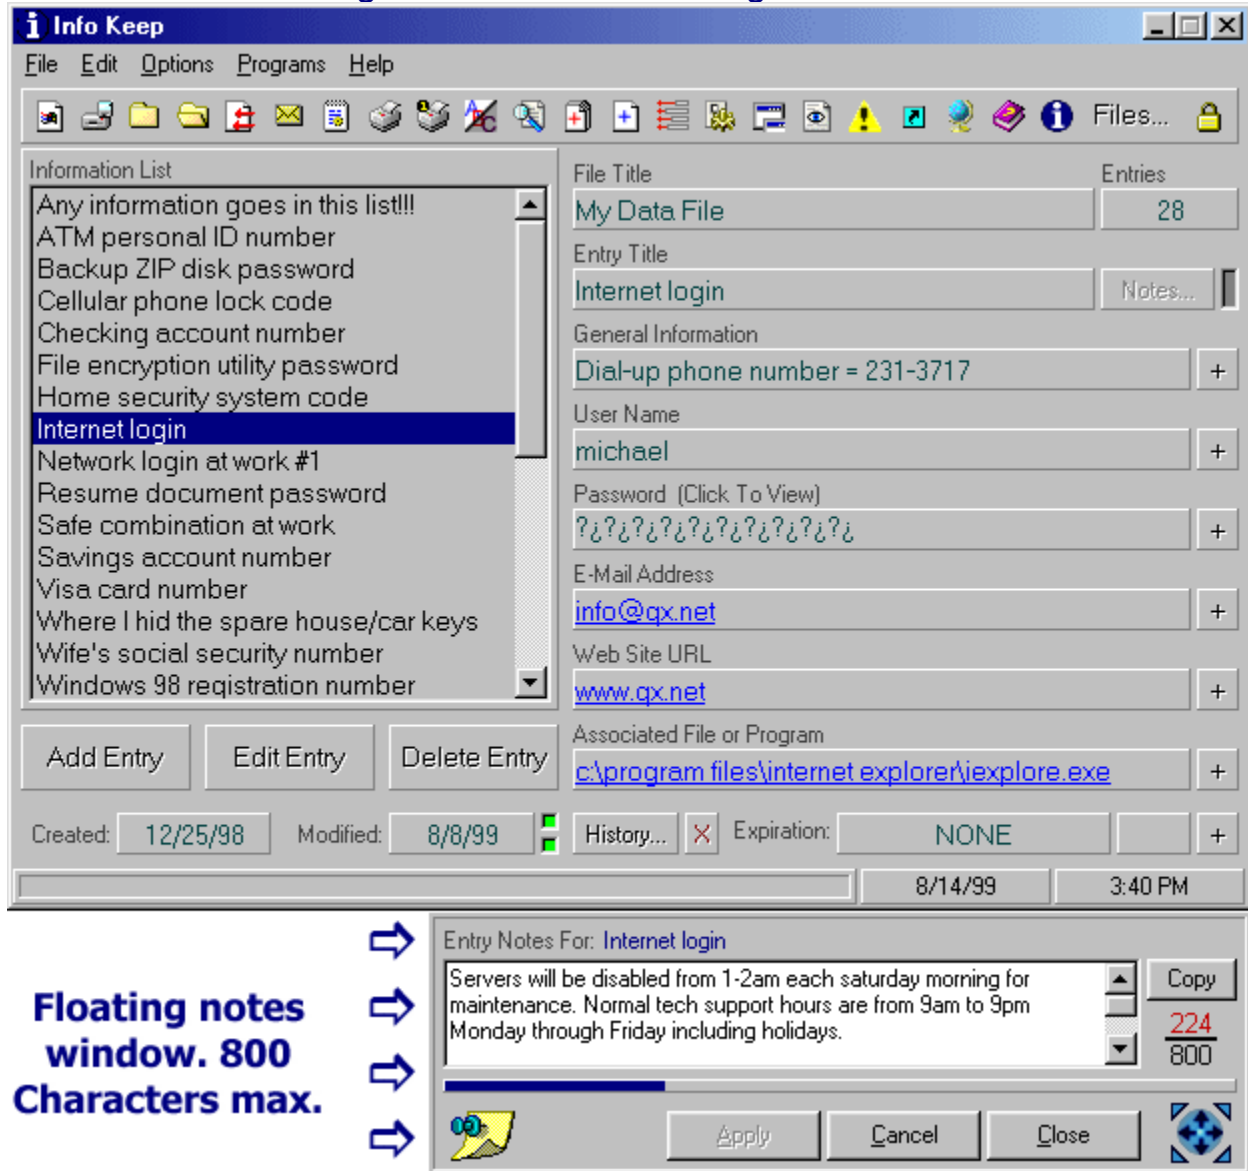 Info Keep
File Edit Options Programs Help
Files...
Information List
Any information goes in this list!!!
ATM personal ID number
Backup ZIP disk password
Cellular phone lock code
Checking account number
File encryption utility password
Home security system code
Internet login
Network login at work #1
Resume document password
Safe combination at work
Savings account number
Visa card number
Where I hid the spare house/car keys
Wife's social security number
Windows 98 registration number
Add Entry Edit Entry Delete Entry
Created: 12/25/98 Modified: 8/8/99
File Title Entries
My Data File 28
Entry Title
Internet login Notes...
General Information
Dial-up phone number = 231-3717 +
User Name
michael +
Password (Click To View)
?¿?¿?¿?¿?¿?¿?¿?¿?¿ +
E-Mail Address
info@qx.net +
Web Site URL
www.qx.net +
Associated File or Program
c:\program files\internet explorer\iexplore.exe +
History... X Expiration: NONE +
8/14/99 3:40 PM
Floating notes
window. 800
Characters max.
Entry Notes For: Internet login
Servers will be disabled from 1-2am each saturday morning for
maintenance. Normal tech support hours are from 9am to 9pm
Monday through Friday including holidays.
Copy
224
800
Apply Cancel Close